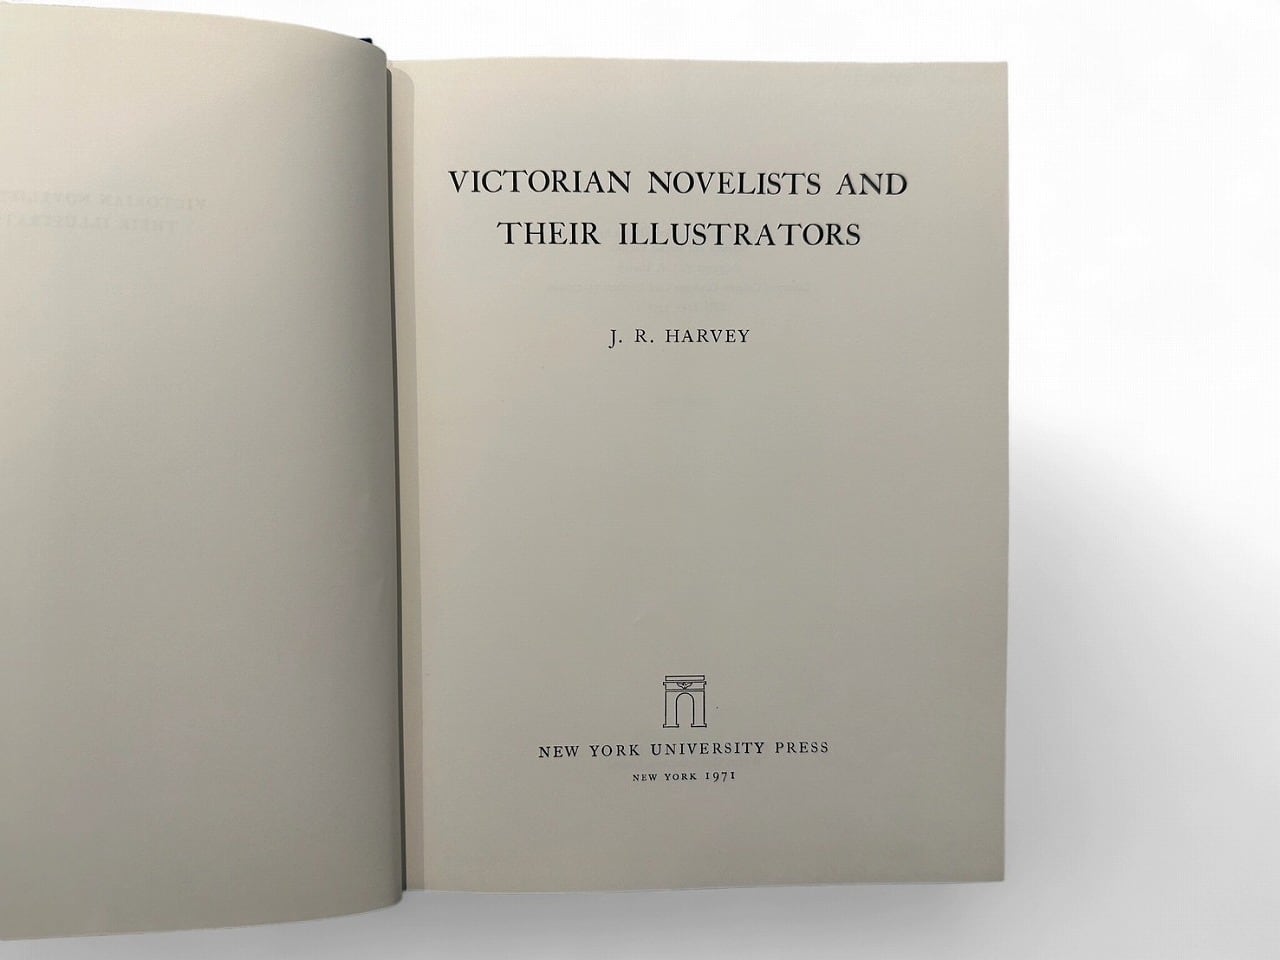 VICTORIAN NOVELISTS AND
THEIR ILLUSTRATORS
J. R. HARVEY
NEW YORK UNIVERSITY PRESS
NEW YORK 1971